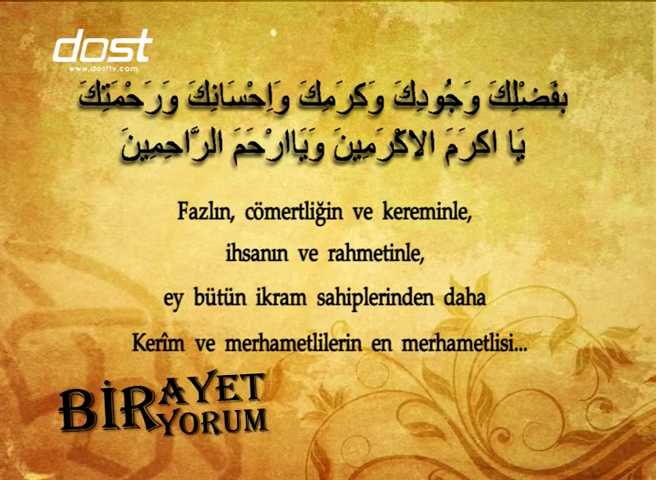 dost
www.dosttv.com
بِفَضْلِكَ وَجُودِكَ وَكَرَمِكَ وَاِحْسَانِكَ وَرَحْمَتِكَ
يَا اَكْرَمَ الاَكْرَمِينَ وَيَااَرْحَمَ الرَّاحِمِينَ
Fazlın, cömertliğin ve kereminle,
ihsanın ve rahmetinle,
ey bütün ikram sahiplerinden daha
Kerîm ve merhametlilerin en merhametlisi...
BİR AYET
BİR YORUM